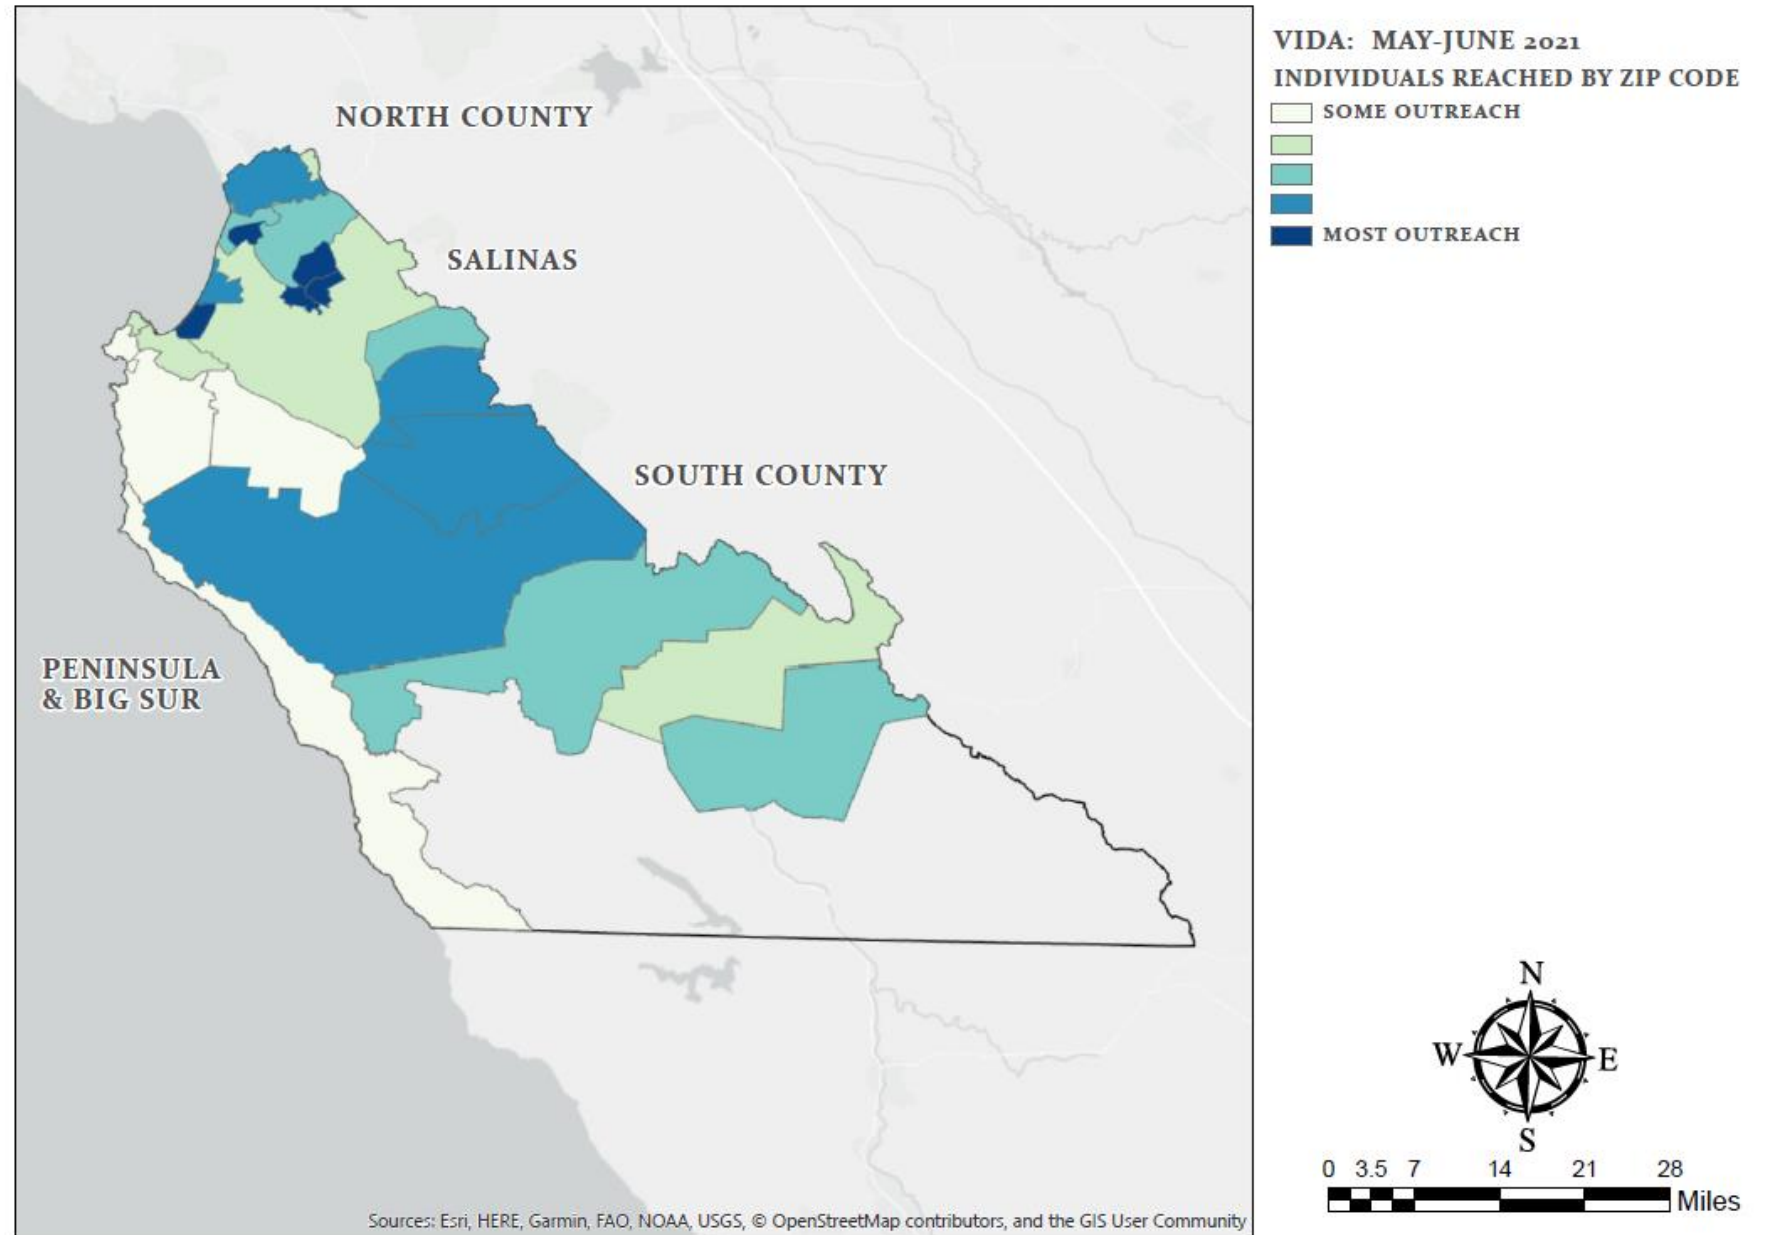 VIDA: MAY-JUNE 2021
INDIVIDUALS REACHED BY ZIP CODE
SOME OUTREACH
MOST OUTREACH
NORTH COUNTY
SALINAS
SOUTH COUNTY
PENINSULA
& BIG SUR
N
W
E
S
0 3.5 7 14 21 28
Miles
Sources: Esri, HERE, Garmin, FAO, NOAA, USGS, © OpenStreetMap contributors, and the GIS User Community